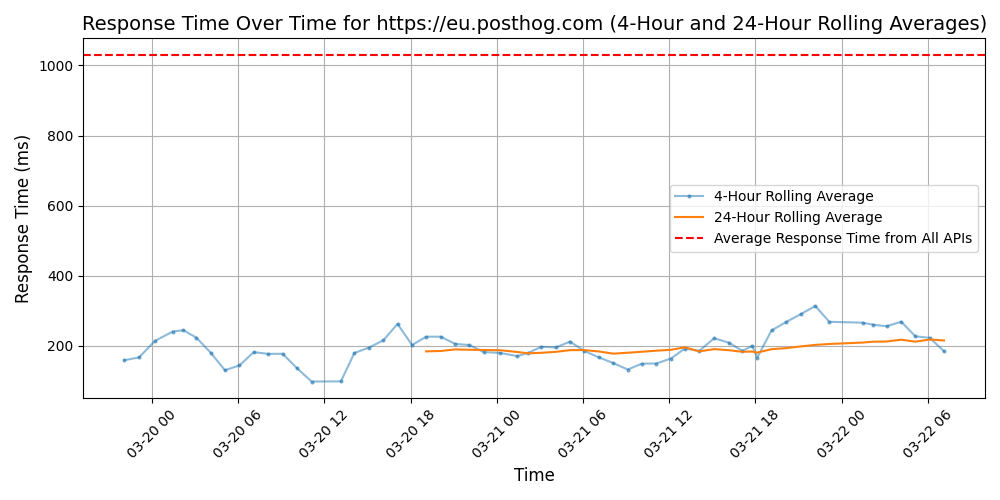 Response Time Over Time for https://eu.posthog.com (4-Hour and 24-Hour Rolling Averages)
Response Time (ms)
1000
800
600
400
200
4-Hour Rolling Average
24-Hour Rolling Average
Average Response Time from All APIs
03-20 00
03-20 06
03-20 12
03-20 18
03-21 00
03-21 06
03-21 12
03-21 18
03-22 00
03-22 06
Time